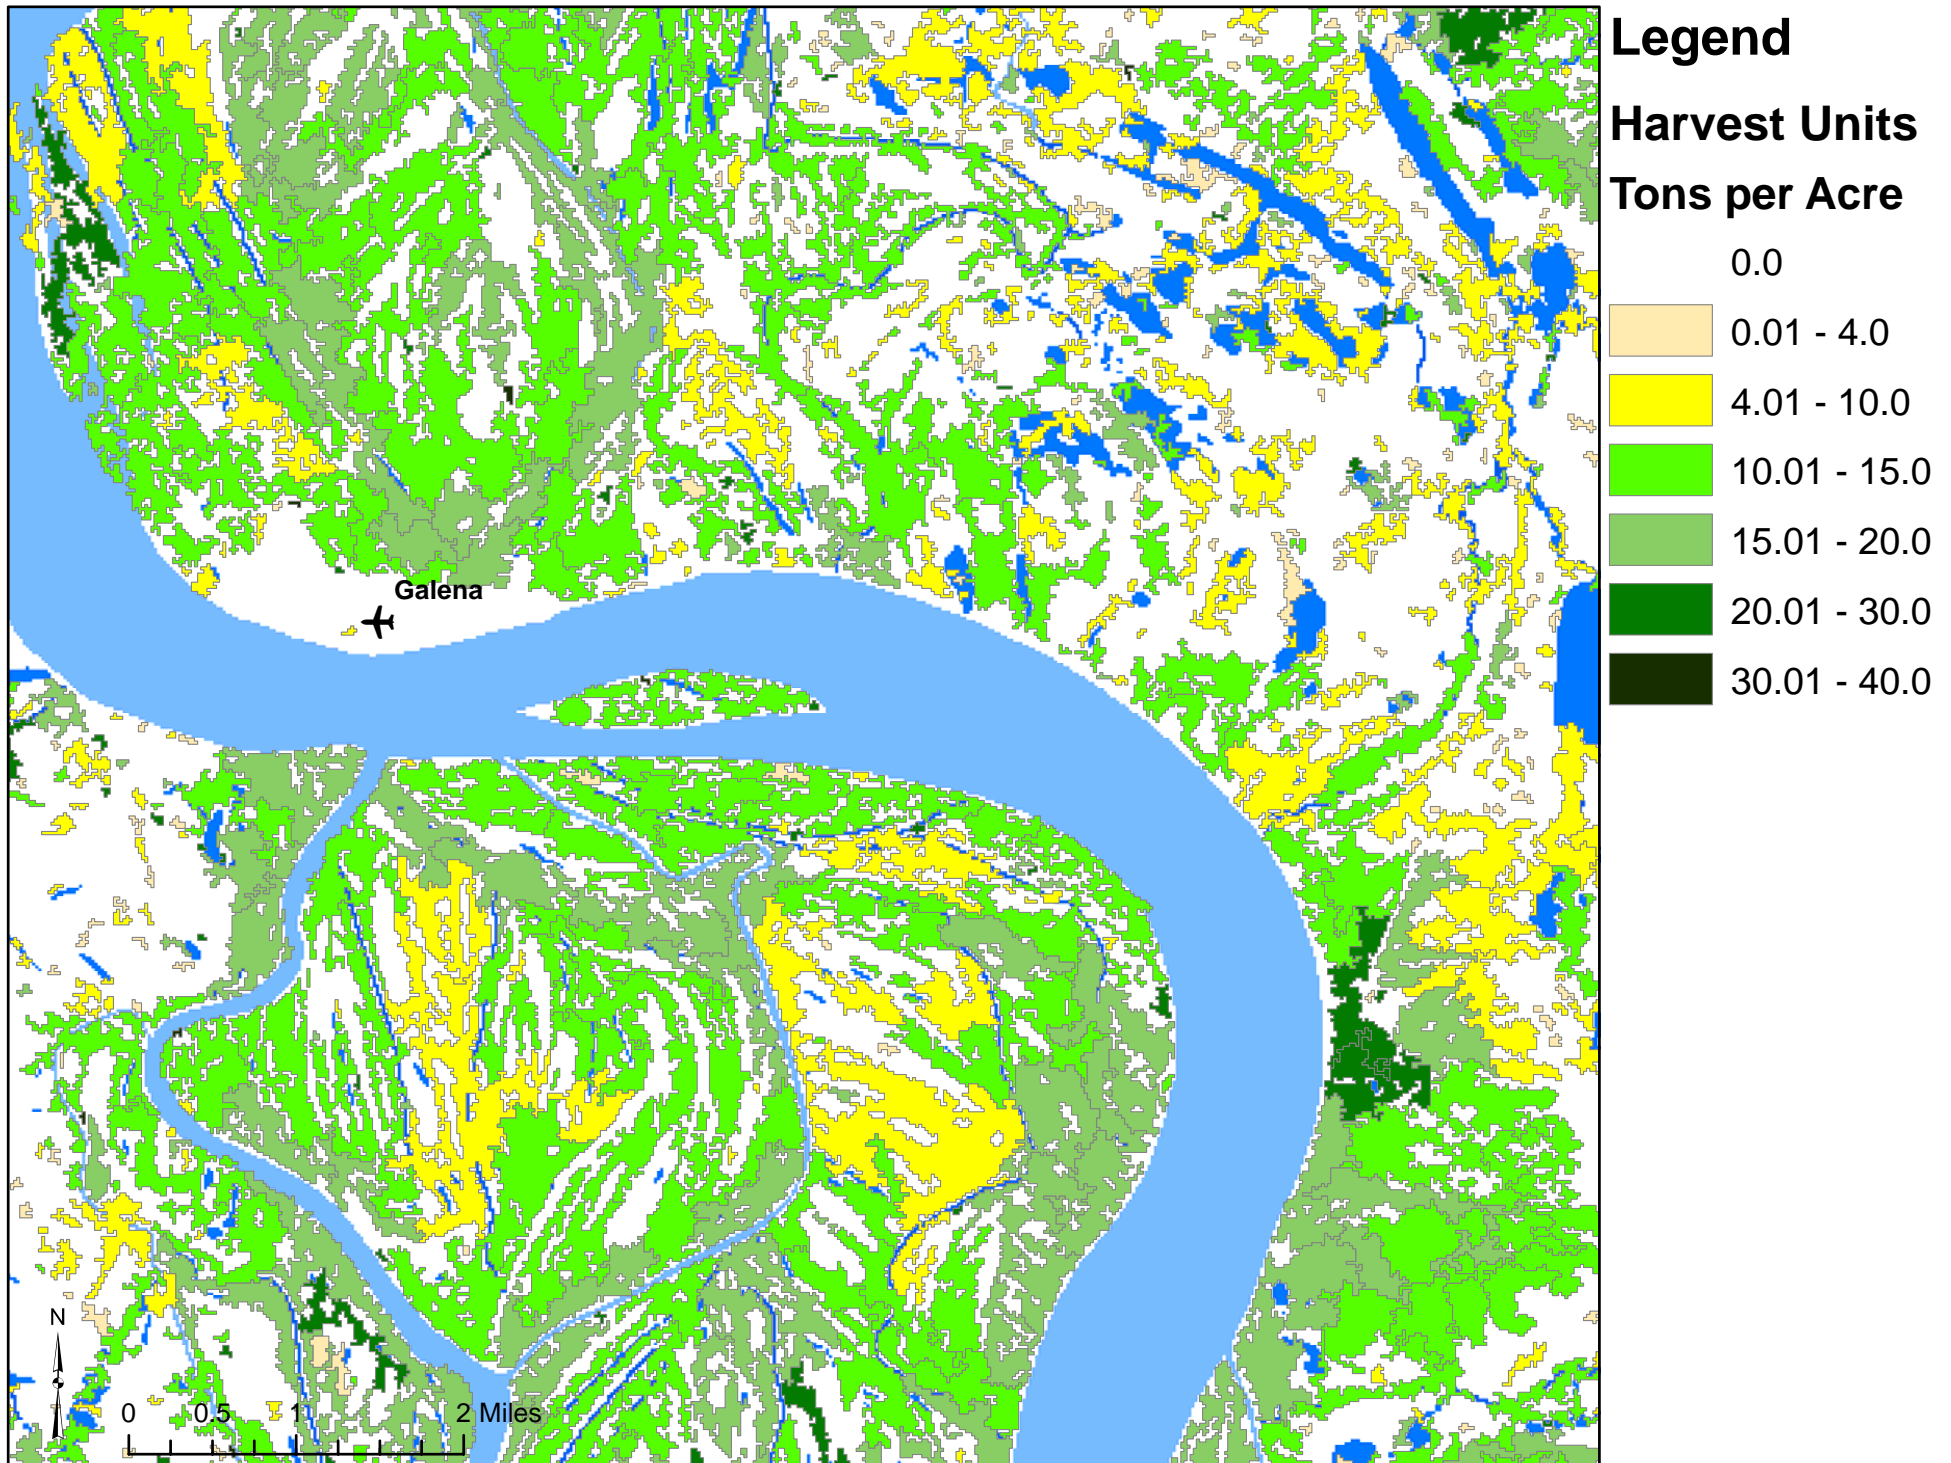 Legend
Harvest Units
Tons per Acre
0.0
0.01 - 4.0
4.01 - 10.0
10.01 - 15.0
15.01 - 20.0
20.01 - 30.0
30.01 - 40.0
Galena
N
0 0.5 1 2 Miles